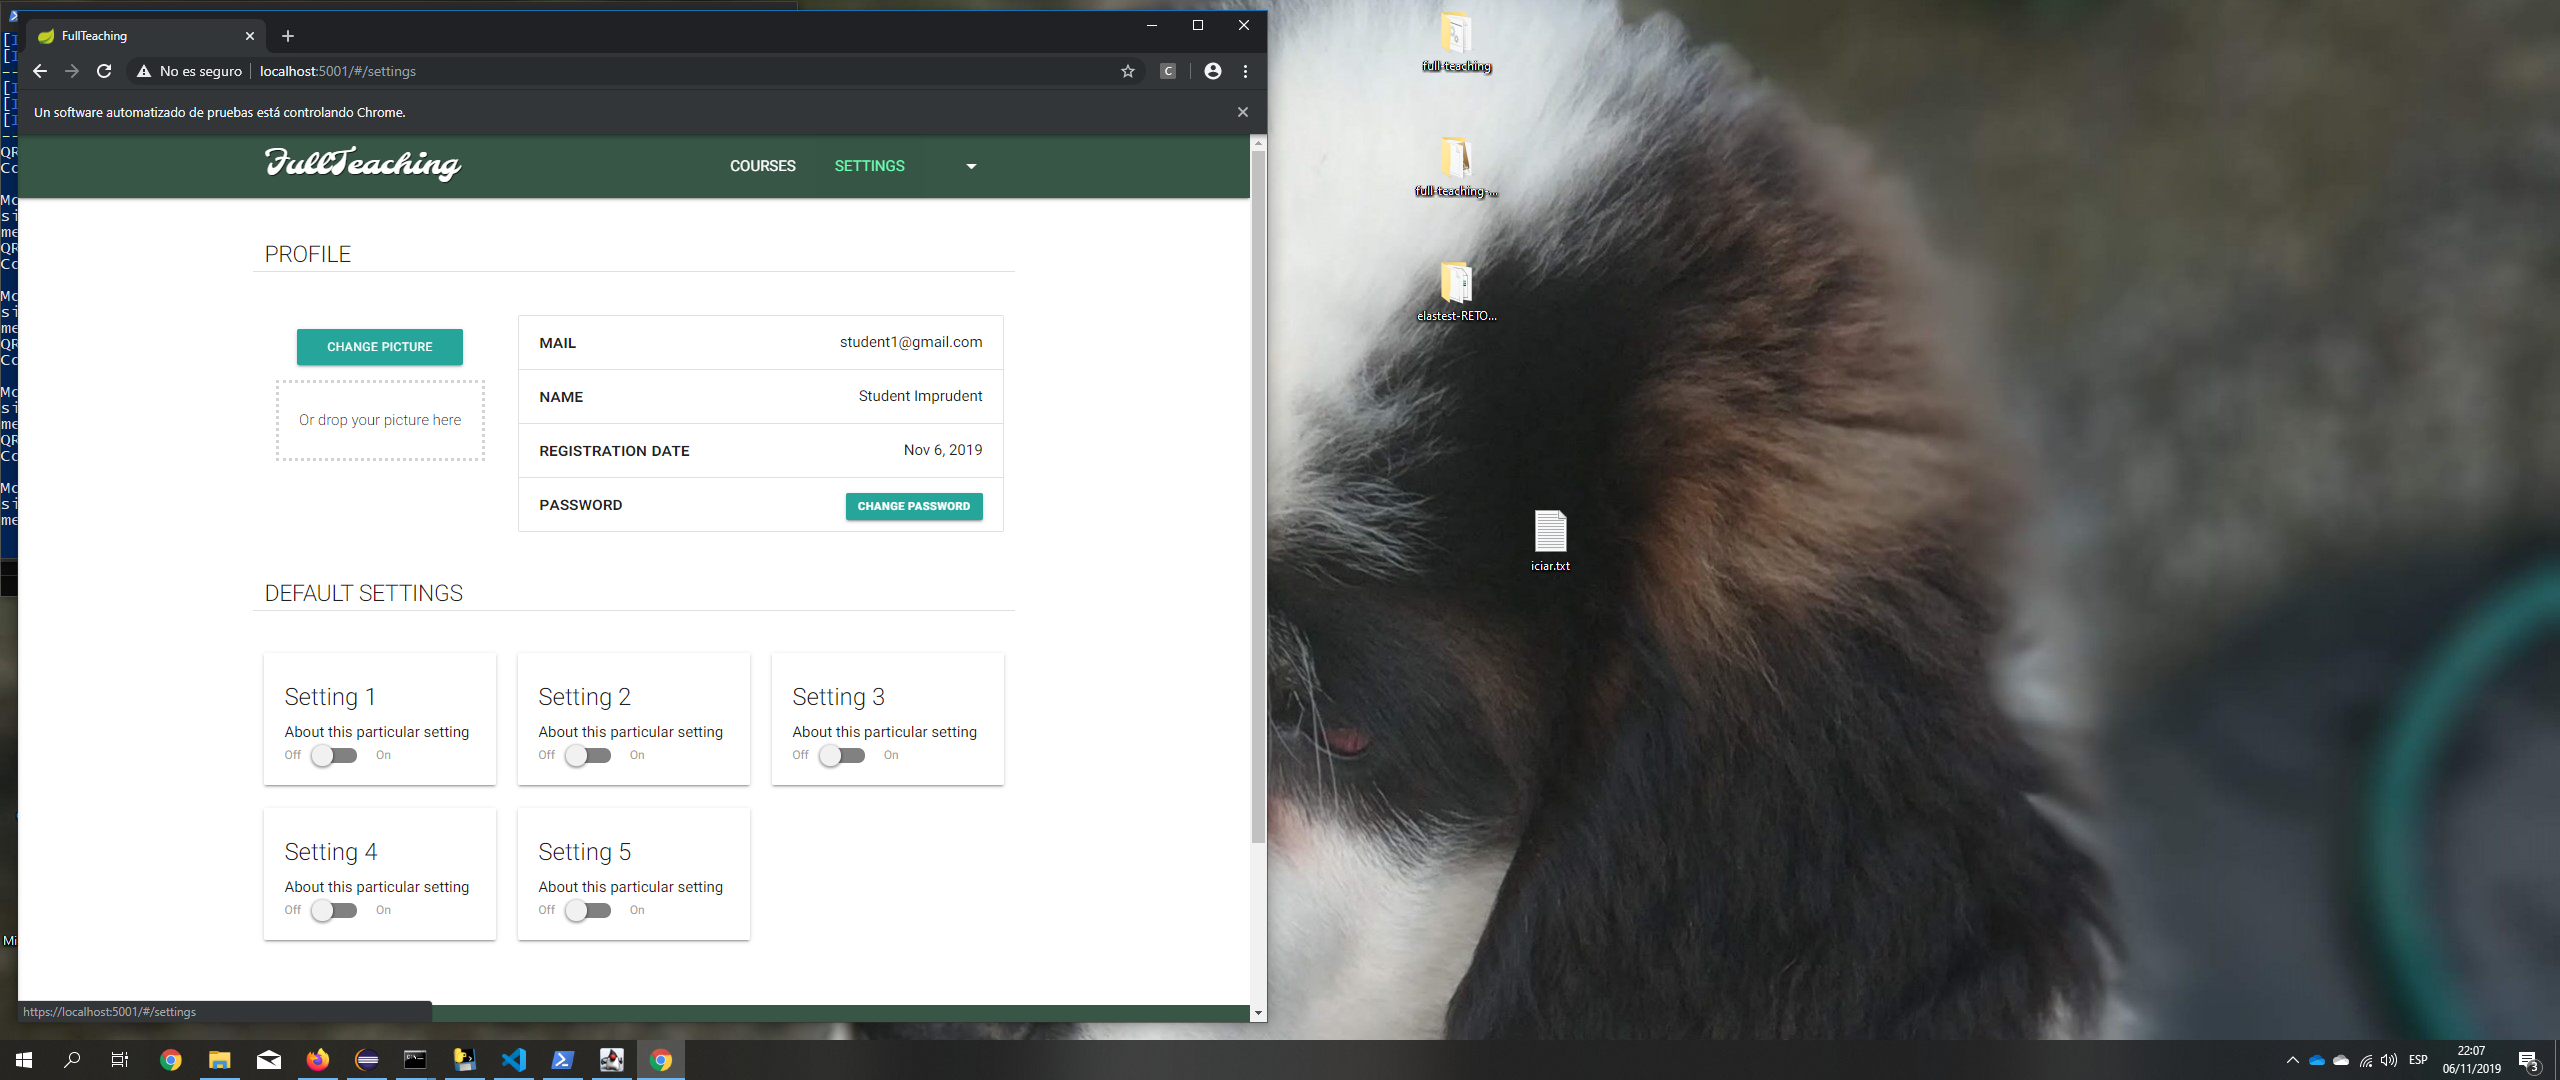 FullTeaching
No es seguro
localhost:5001/#/settings
C
Un software automatizado de pruebas está controlando Chrome.
FullTeaching
COURSES
SETTINGS
PROFILE
CHANGE PICTURE
Or drop your picture here
MAIL
student1@gmail.com
NAME
Student Imprudent
REGISTRATION DATE
Nov 6, 2019
PASSWORD
CHANGE PASSWORD
DEFAULT SETTINGS
Setting 1
About this particular setting
Off On
Setting 2
About this particular setting
Off On
Setting 3
About this particular setting
Off On
Setting 4
About this particular setting
Off On
Setting 5
About this particular setting
Off On
https://localhost:5001/#/settings
full-teaching
full-teaching-...
elastest-RETO...
iciar.txt
ESP
22:07
06/11/2019
3